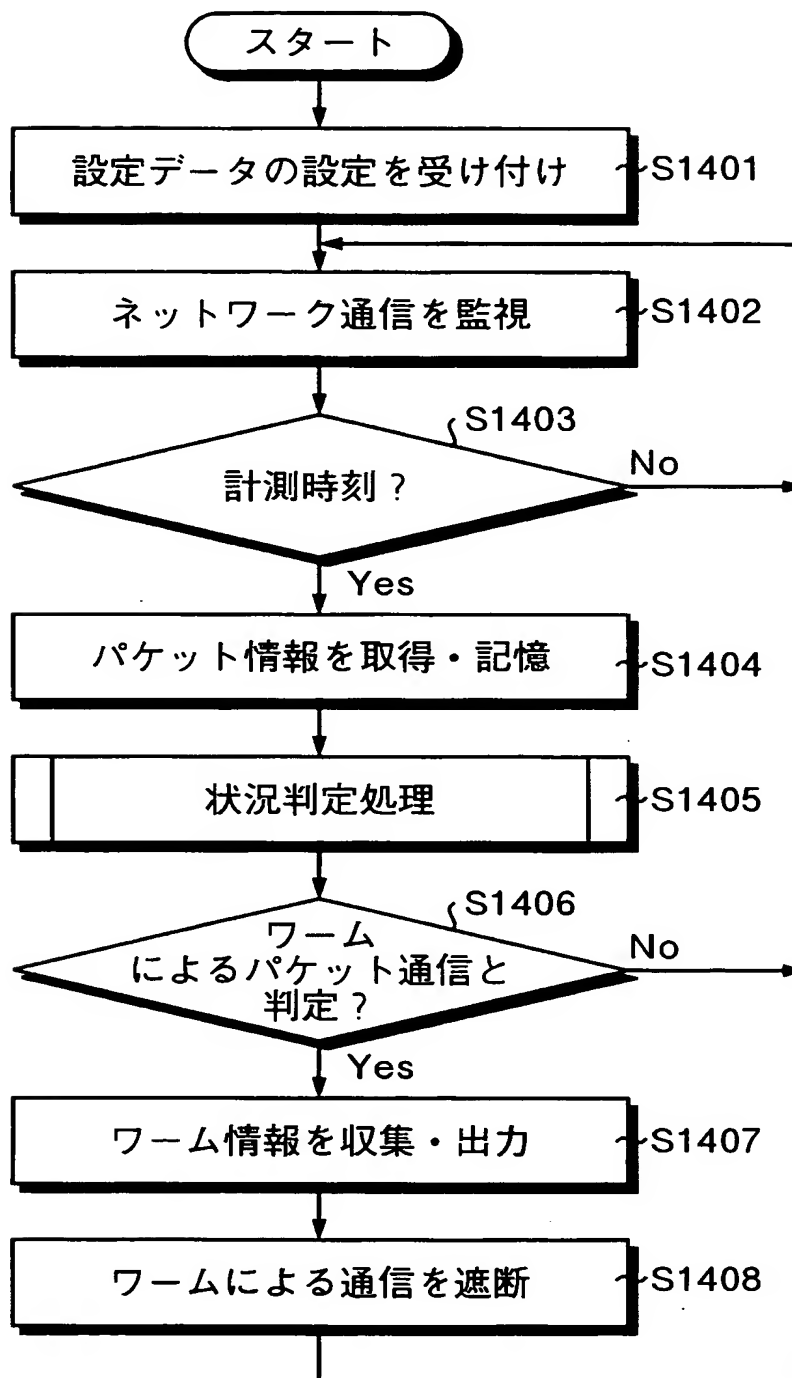 スタート
設定データの設定を受け付け
S1401
ネットワーク通信を監視
S1402
S1403
計測時刻？
No
Yes
パケット情報を取得・記憶
S1404
状況判定処理
S1405
S1406
ワーム
によるパケット通信と
判定？
No
Yes
ワーム情報を収集・出力
S1407
ワームによる通信を遮断
S1408